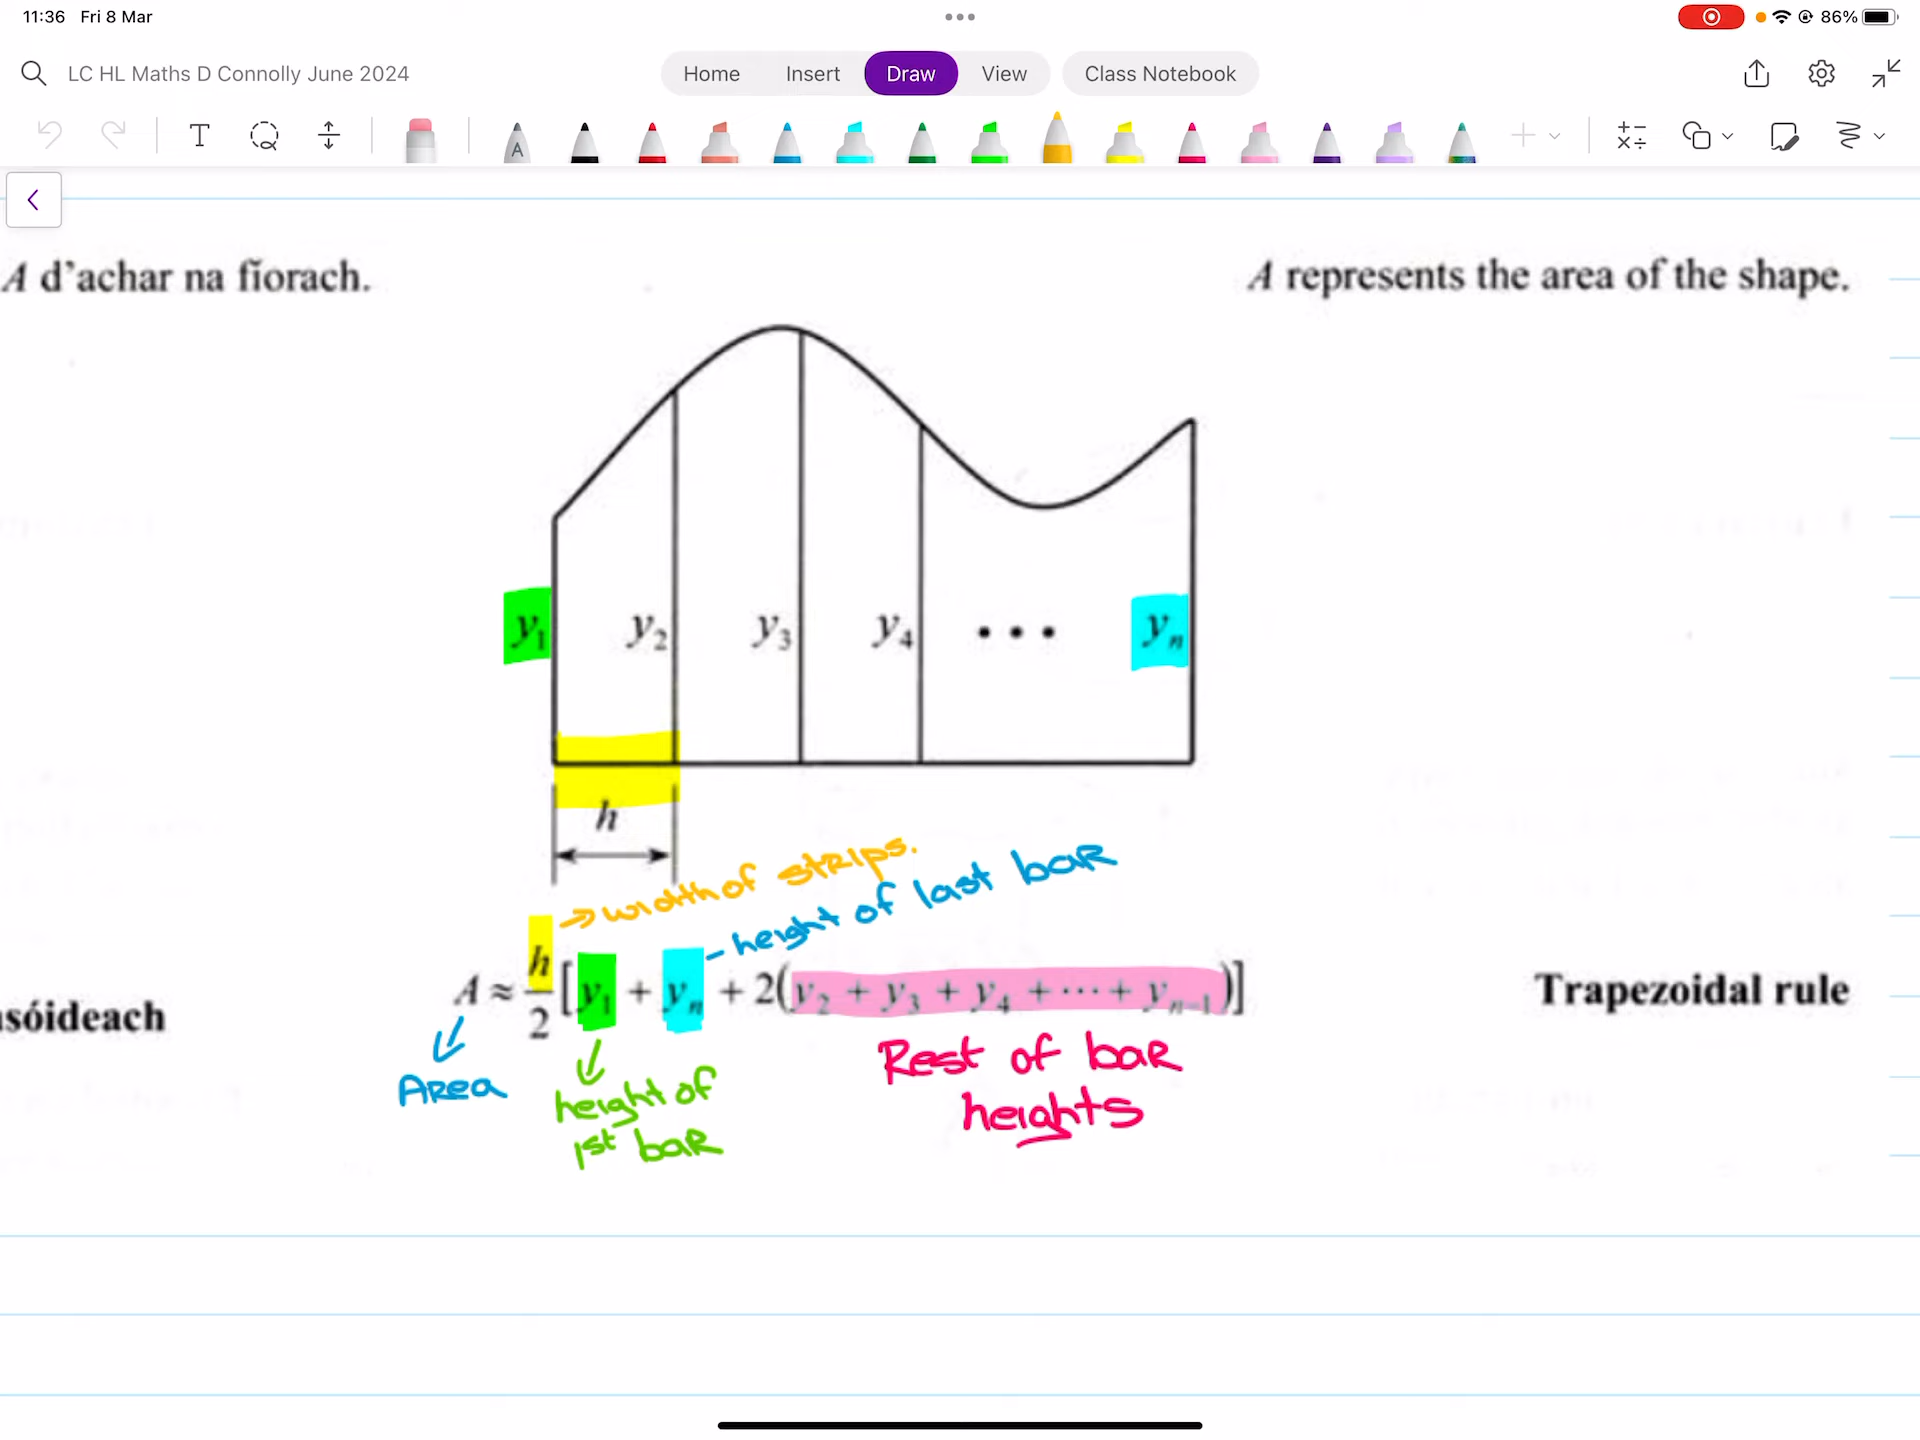 11:36 Fri 8 Mar
86%
LC HL Maths D Connolly June 2024
Home Insert Draw View Class Notebook
T A
A d'achar na fíorach.
A represents the area of the shape.
y₁ y₂ y₃ y₄ ••• yₙ
h
→ width of strips.
- height of last bar
A ≈ h/2 [y₁ + yₙ + 2(y₂ + y₃ + y₄ + ⋯ + yₙ₋₁)]
sóideach
Trapezoidal rule
Area
height of
1st bar
Rest of bar
heights